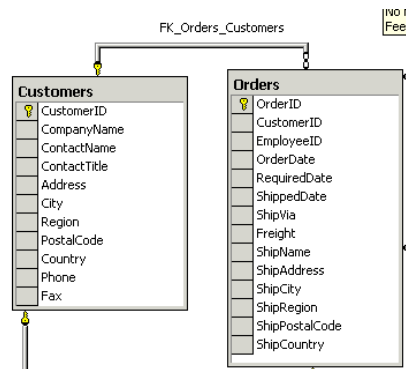 FK_Orders_Customers
Customers
CustomerID
CompanyName
ContactName
ContactTitle
Address
City
Region
PostalCode
Country
Phone
Fax
Orders
OrderID
CustomerID
EmployeeID
OrderDate
RequiredDate
ShippedDate
ShipVia
Freight
ShipName
ShipAddress
ShipCity
ShipRegion
ShipPostalCode
ShipCountry